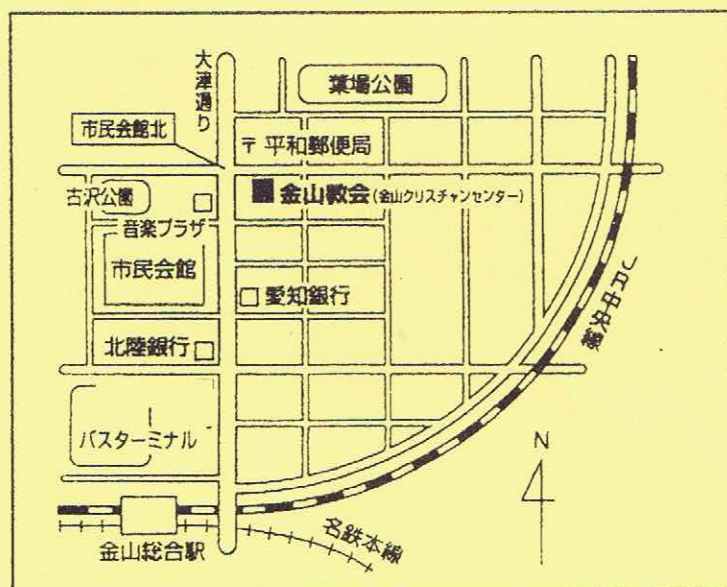 大津通り
葉場公園
市民会館北
〒平和郵便局
古沢公園
金山教会(金山クリスチャンセンター)
音楽プラザ
市民会館
愛知銀行
JR中央線
北陸銀行
バスターミナル
N
名鉄本線
金山総合駅